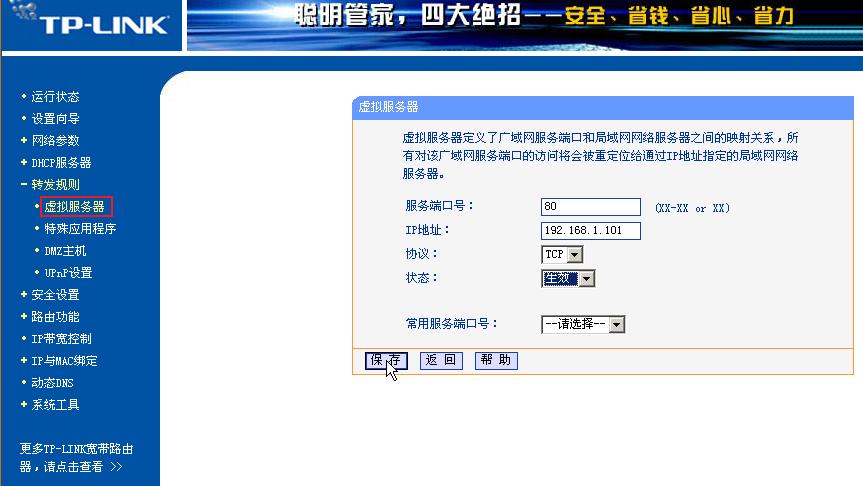 TP-LINK®
聪明管家，四大绝招——安全、省钱、省心、省力
• 运行状态
• 设置向导
+ 网络参数
+ DHCP服务器
- 转发规则
• 虚拟服务器
• 特殊应用程序
• DMZ主机
• UPnP设置
+ 安全设置
+ 路由功能
• IP带宽控制
+ IP与MAC绑定
• 动态DNS
+ 系统工具
更多TP-LINK宽带路由
器，请点击查看 >>
虚拟服务器
虚拟服务器定义了广域网服务端口和局域网网络服务器之间的映射关系，所
有对该广域网服务端口的访问将会被重定位给通过IP地址指定的局域网网络
服务器。
服务端口号： 80 (XX-XX or XX)
IP地址： 192.168.1.101
协议： TCP
状态： 生效
常用服务端口号： --请选择--
保 存 返 回 帮 助